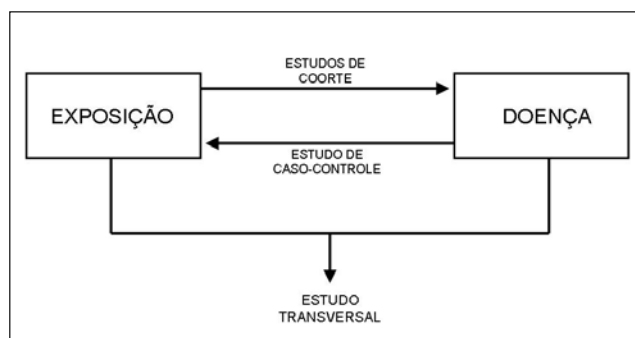 ESTUDOS DE
COORTE
EXPOSIÇÃO
DOENÇA
ESTUDO DE
CASO-CONTROLE
ESTUDO
TRANSVERSAL